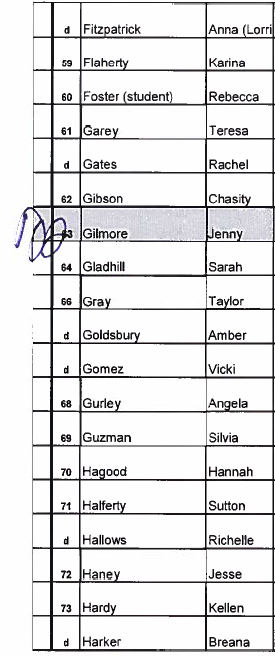 d Fitzpatrick Anna (Lorri
59 Flaherty Karina
60 Foster (student) Rebecca
61 Garey Teresa
d Gates Rachel
62 Gibson Chasity
63 Gilmore Jenny
64 Gladhill Sarah
66 Gray Taylor
d Goldsbury Amber
d Gomez Vicki
68 Gurley Angela
69 Guzman Silvia
70 Hagood Hannah
71 Halferty Sutton
d Hallows Richelle
72 Haney Jesse
73 Hardy Kellen
d Harker Breana